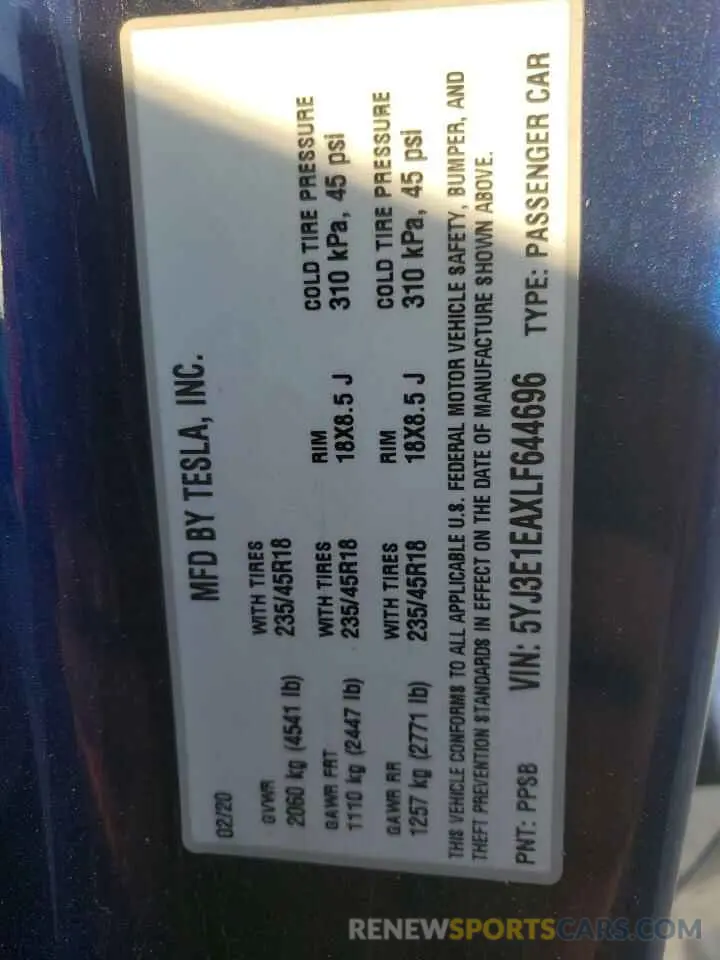 MFD BY TESLA, INC.
02/20
GVWR WITH TIRES
2060 kg (4541 lb) 235/45R18
GAWR FRT WITH TIRES RIM COLD TIRE PRESSURE
1110 kg (2447 lb) 235/45R18 18X8.5 J 310 kPa, 45 psi
GAWR RR WITH TIRES RIM COLD TIRE PRESSURE
1257 kg (2771 lb) 235/45R18 18X8.5 J 310 kPa, 45 psi
THIS VEHICLE CONFORMS TO ALL APPLICABLE U.S. FEDERAL MOTOR VEHICLE SAFETY, BUMPER, AND
THEFT PREVENTION STANDARDS IN EFFECT ON THE DATE OF MANUFACTURE SHOWN ABOVE.
PNT: PPSB VIN: 5YJ3E1EAXLF644696 TYPE: PASSENGER CAR
RENEWSPORTSCARS.COM